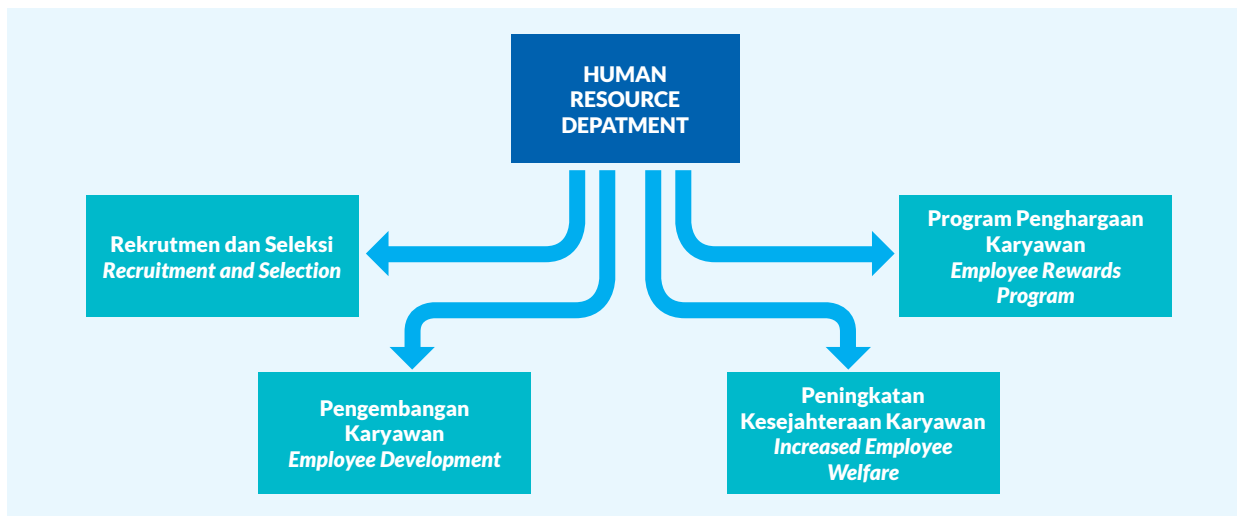 HUMAN
RESOURCE
DEPATMENT
Rekrutmen dan Seleksi
Recruitment and Selection
Program Penghargaan
Karyawan
Employee Rewards
Program
Pengembangan
Karyawan
Employee Development
Peningkatan
Kesejahteraan Karyawan
Increased Employee
Welfare